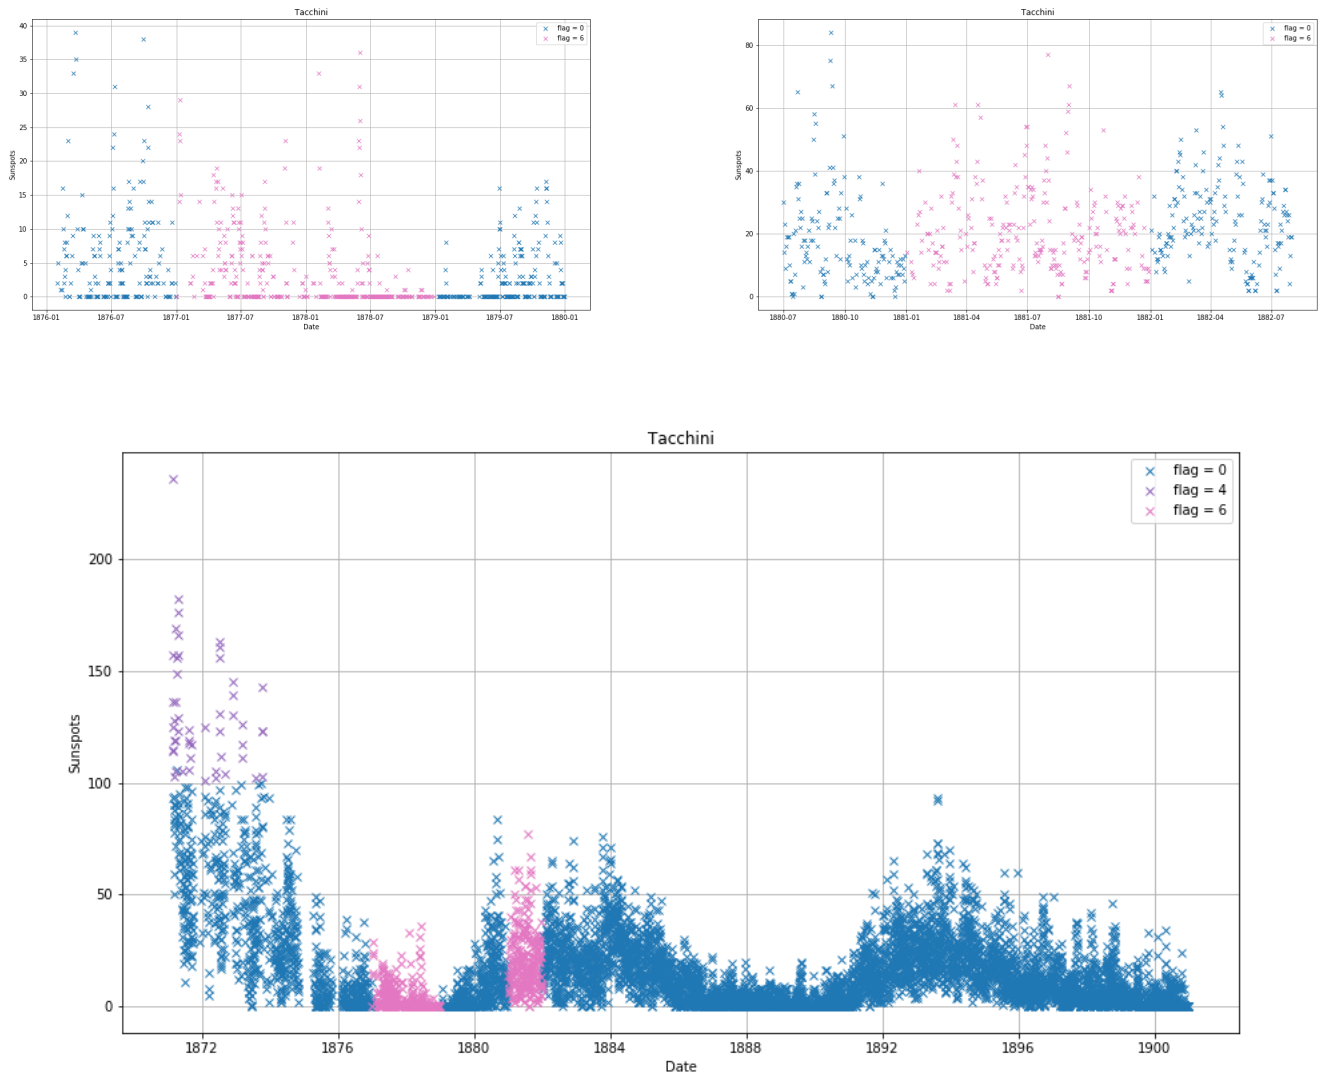 Tacchini
flag = 0
flag = 6
40
35
30
25
20
15
10
5
0
Sunspots
1876-01 1876-07 1877-01 1877-07 1878-01 1878-07 1879-01 1879-07 1880-01
Date
Tacchini
flag = 0
flag = 6
80
60
40
20
0
Sunspots
1880-07 1880-10 1881-01 1881-04 1881-07 1881-10 1882-01 1882-04 1882-07
Date
Tacchini
flag = 0
flag = 4
flag = 6
200
150
100
50
0
Sunspots
1872 1876 1880 1884 1888 1892 1896 1900
Date